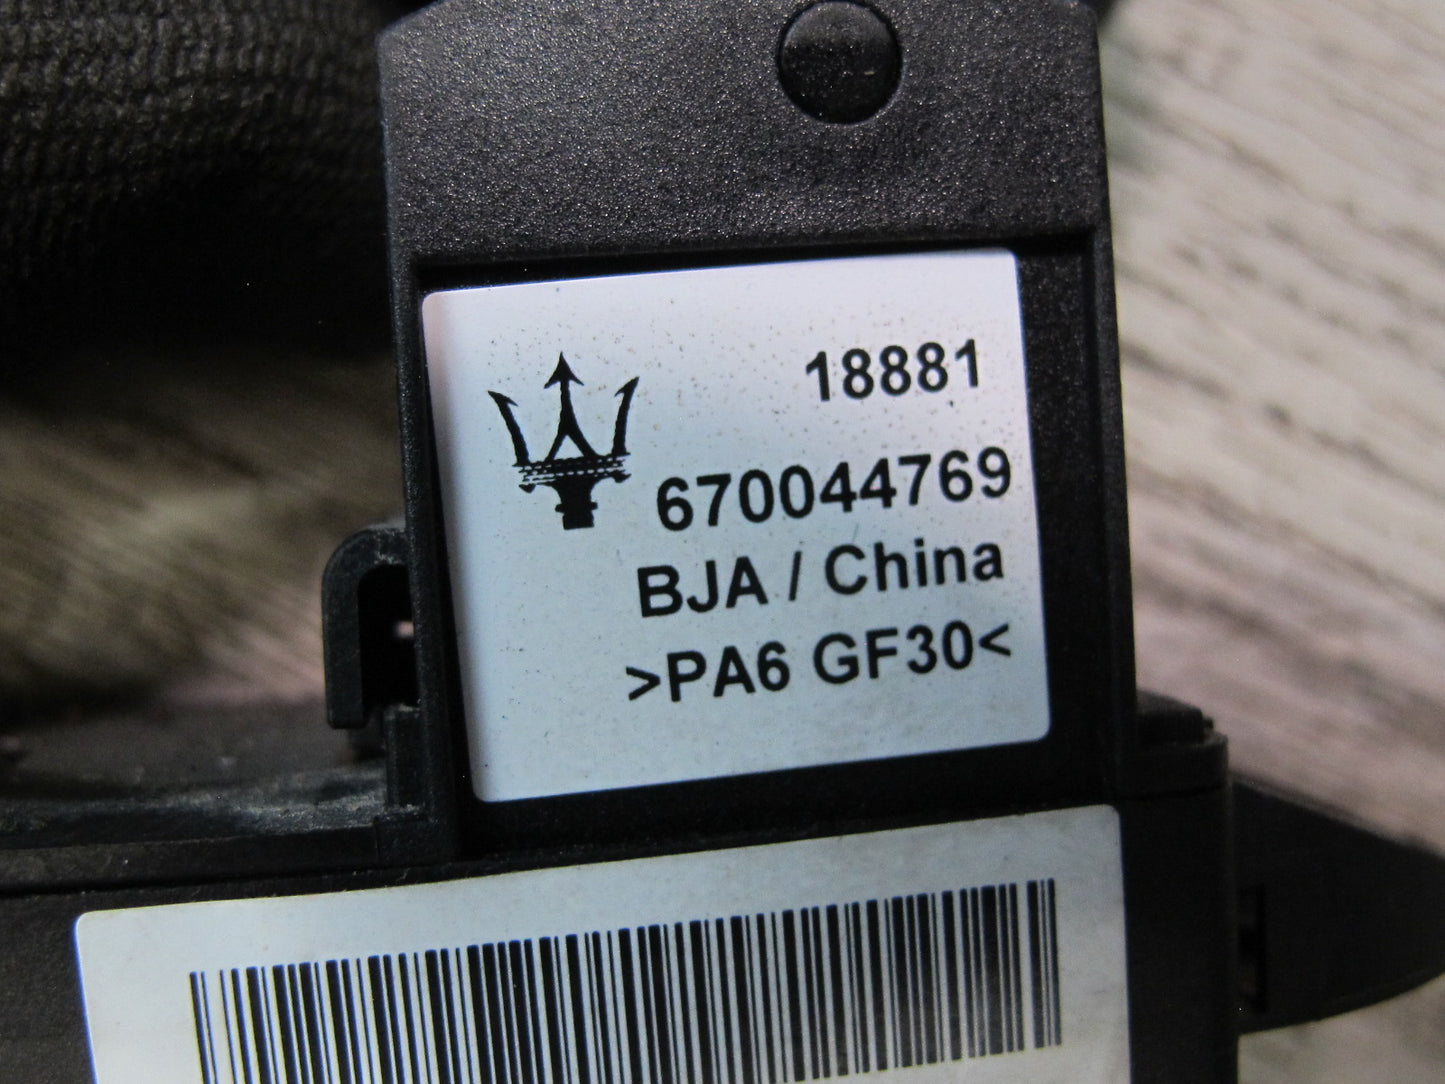 18881
670044769
BJA / China
>PA6 GF30<